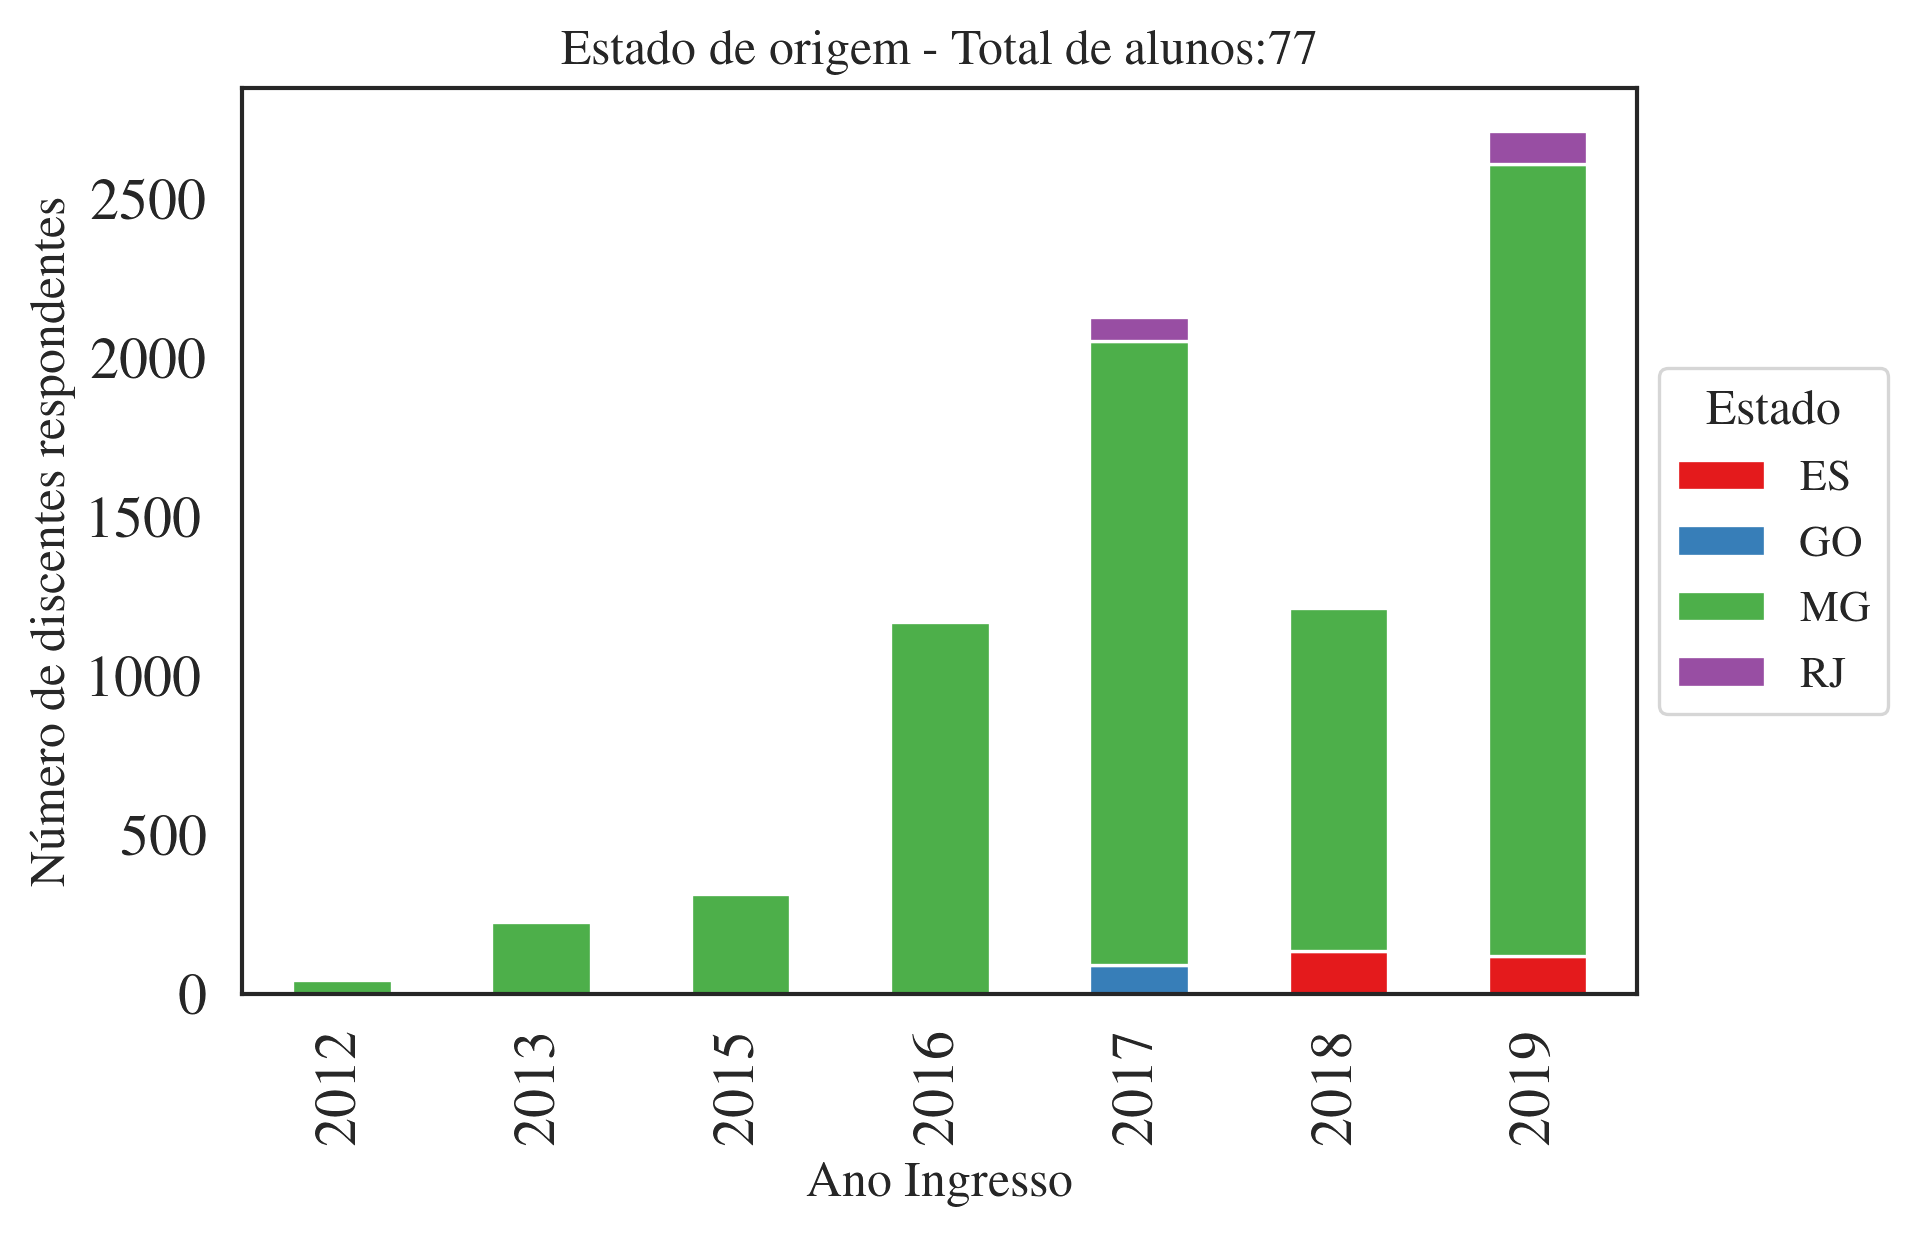 Estado de origem - Total de alunos:77
Número de discentes respondentes
2500
2000
1500
1000
500
0
2012
2013
2015
2016
2017
2018
2019
Ano Ingresso
Estado
ES
GO
MG
RJ